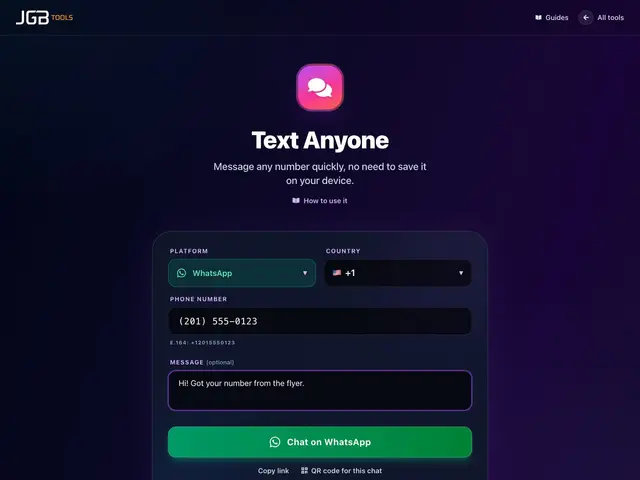 JGB TOOLS
Guides
All tools
Text Anyone
Message any number quickly, no need to save it
on your device.
How to use it
PLATFORM
COUNTRY
WhatsApp
+1
PHONE NUMBER
(201) 555-0123
E.164: +12015550123
MESSAGE (optional)
Hi! Got your number from the flyer.
Chat on WhatsApp
Copy link
QR code for this chat